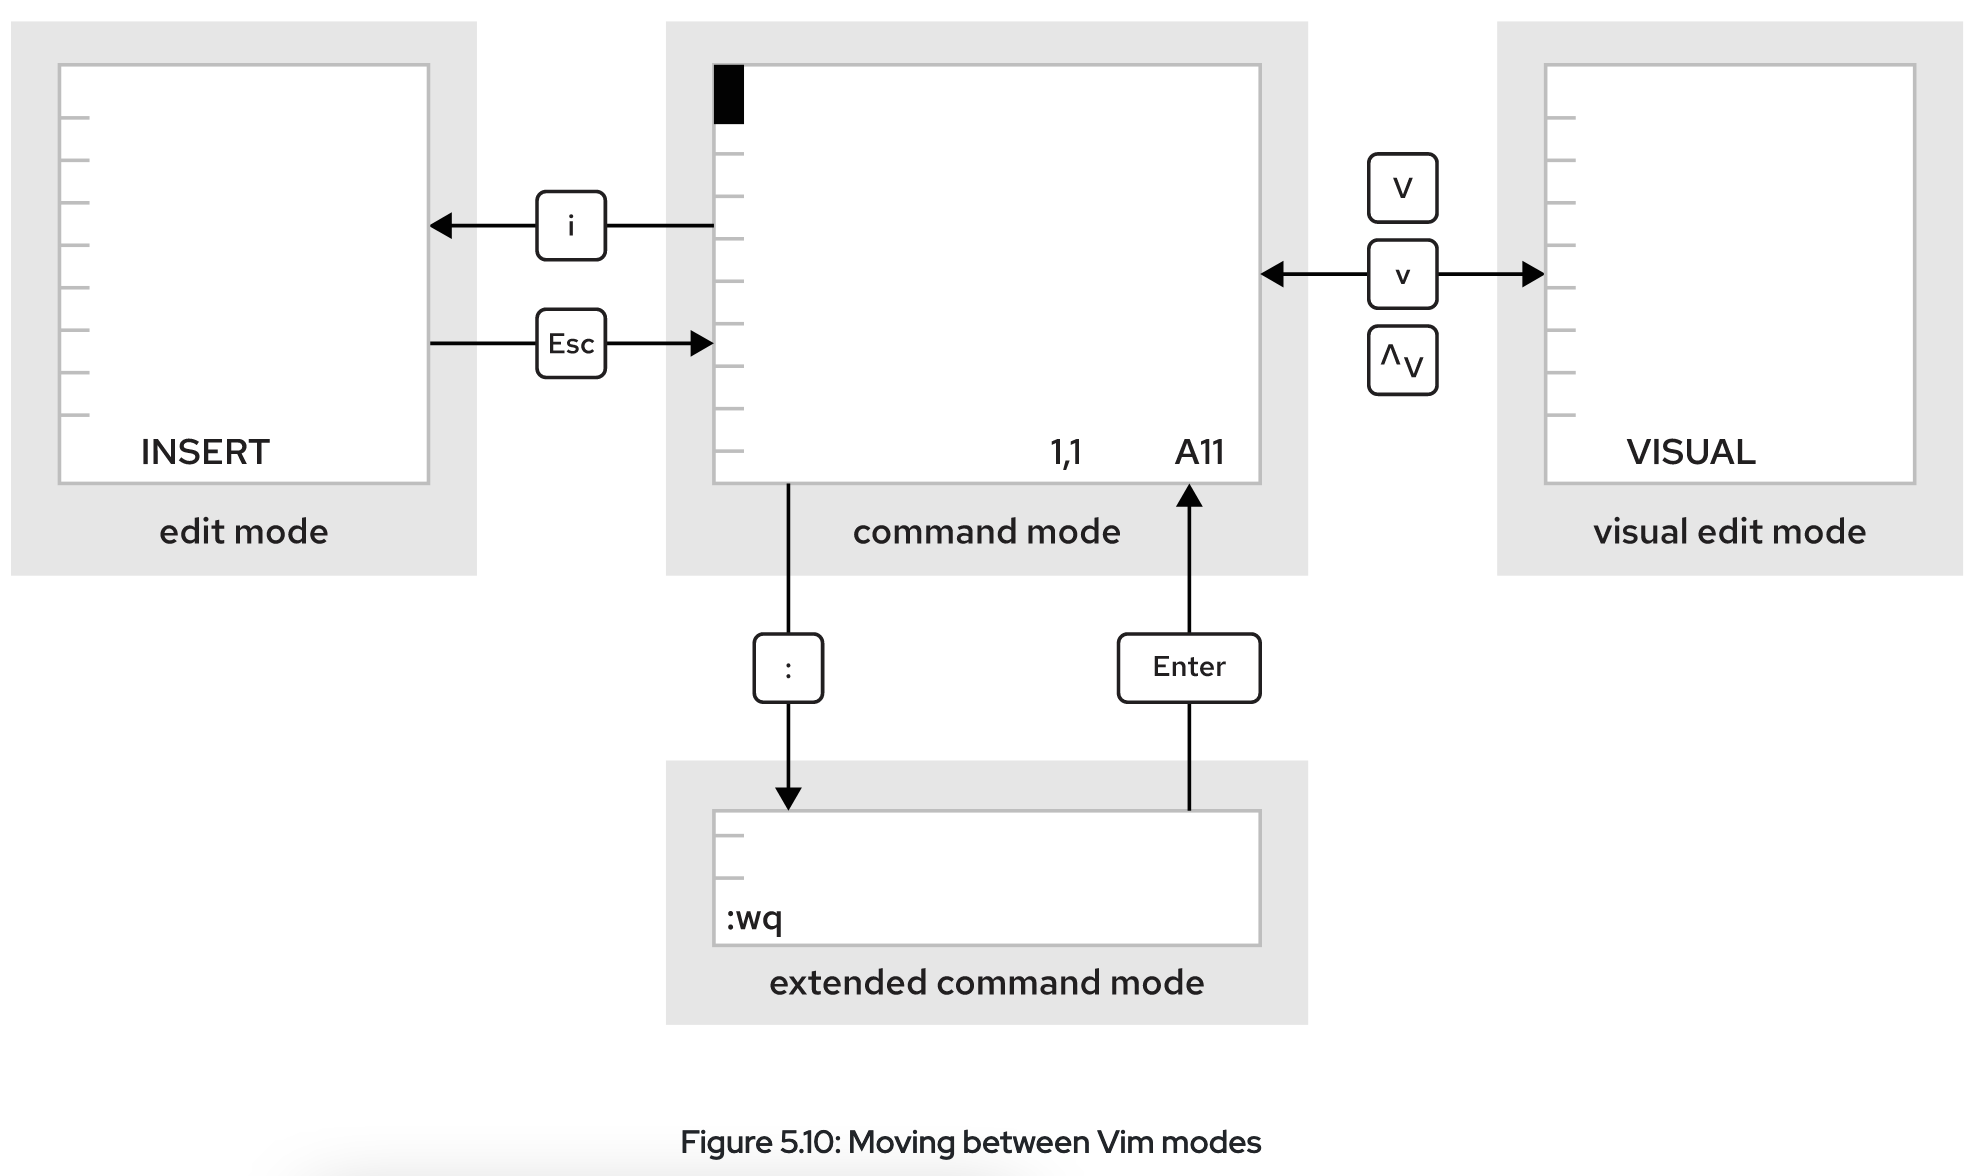 i
Esc
INSERT
edit mode
1,1 A11
command mode
V
v
^V
VISUAL
visual edit mode
:
Enter
:wq
extended command mode
Figure 5.10: Moving between Vim modes